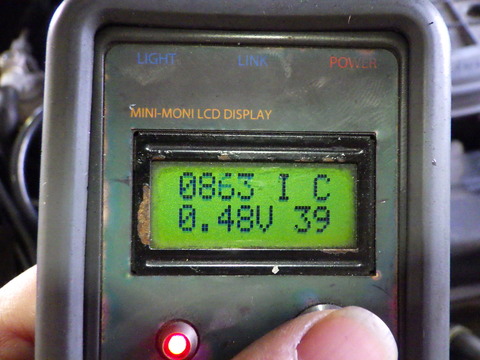 LIGHT LINK POWER
MINI-MONI LCD DISPLAY
0863 I C
0.48V 39